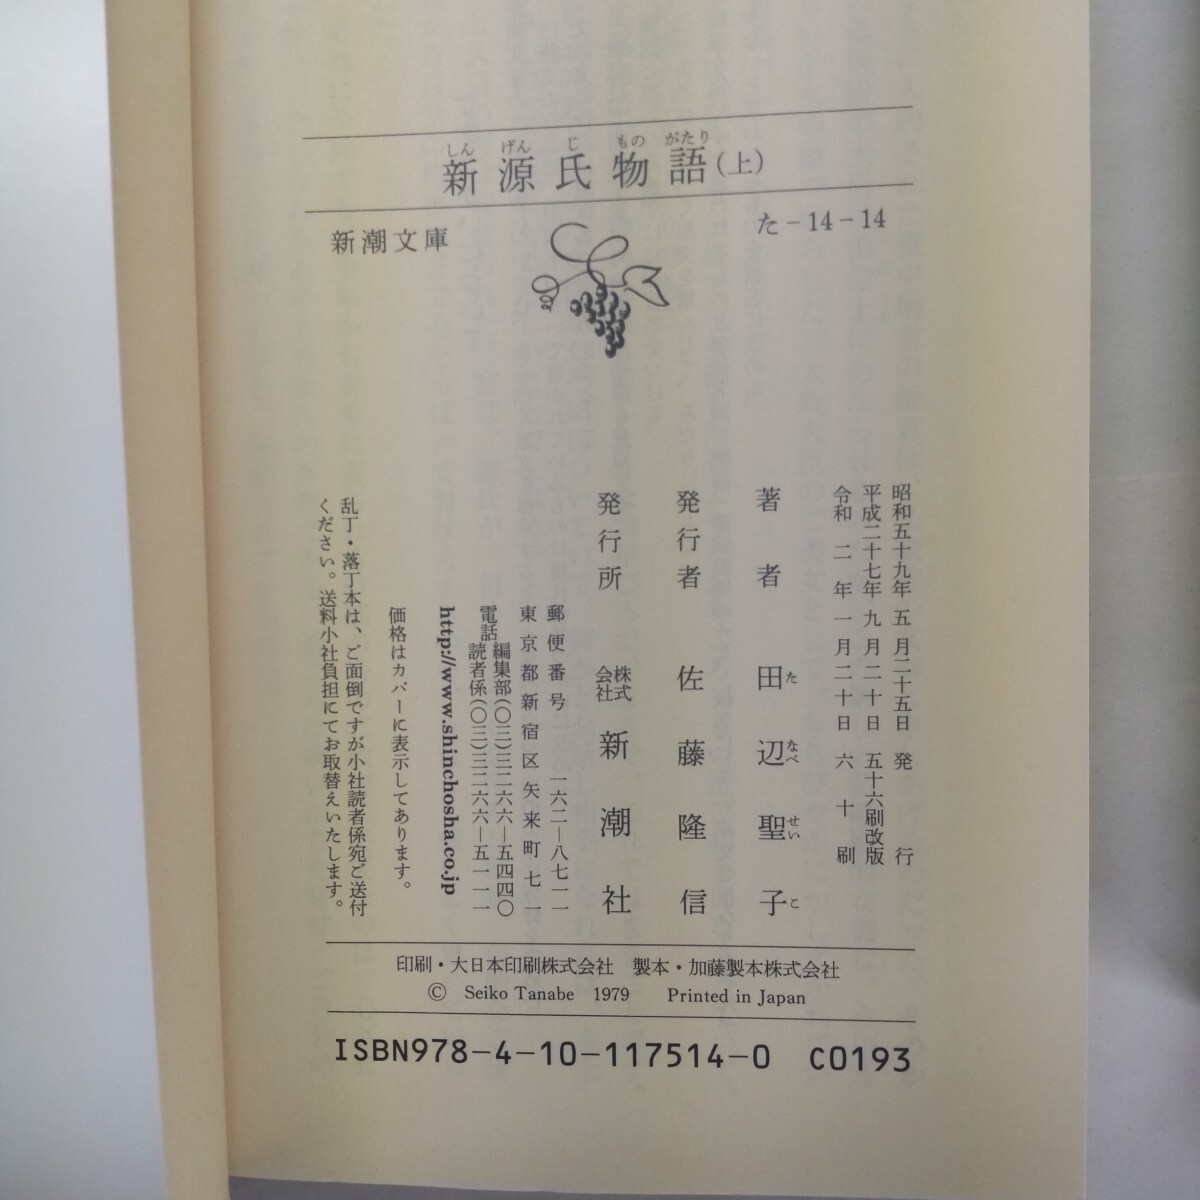 新源氏物語(上)
しん げん じ もの がたり
新潮文庫
た-14-14
昭和五十九年 五月二十五日 発行
平成二十七年 九月二十日 五十六刷改版
令和二年 一月二十日 六十刷
著者 田辺聖子
た なべ せい こ
発行者 佐藤隆信
発行所 株式会社 新潮社
郵便番号 一六二―八七一一
東京都新宿区矢来町七一
電話 編集部(〇三)三二六六―五四四〇
読者係(〇三)三二六六―五一一一
http://www.shinchosha.co.jp
価格はカバーに表示してあります。
乱丁・落丁本は、ご面倒ですが小社読者係宛ご送付
ください。送料小社負担にてお取替えいたします。
印刷・大日本印刷株式会社 製本・加藤製本株式会社
© Seiko Tanabe 1979 Printed in Japan
ISBN978-4-10-117514-0 C0193